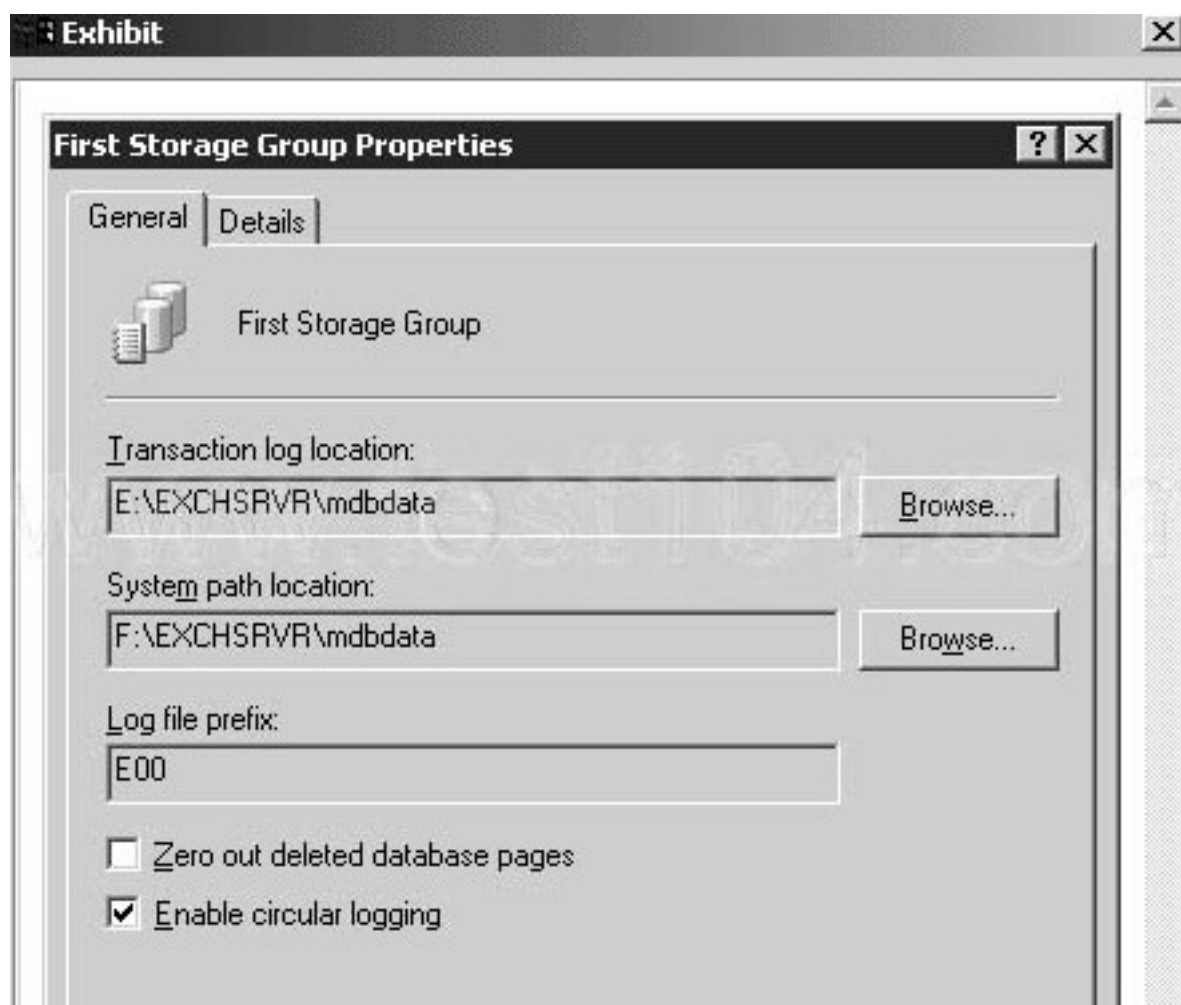 Exhibit
First Storage Group Properties
General Details
First Storage Group
Transaction log location:
E:\EXCHSRVR\mdbdata
Browse...
System path location:
F:\EXCHSRVR\mdbdata
Browse...
Log file prefix:
E00
Zero out deleted database pages
Enable circular logging